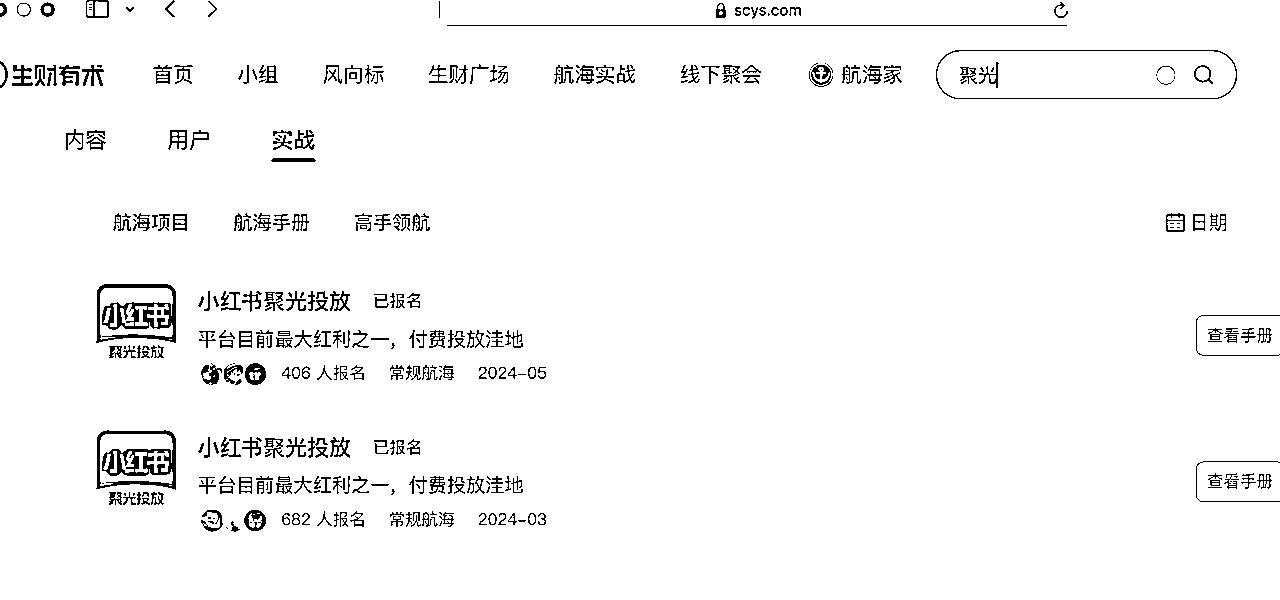 scys.com
生财有术 首页 小组 风向标 生财广场 航海实战 线下聚会 航海家 聚光
内容 用户 实战
航海项目 航海手册 高手领航 日期
小红书 聚光投放
小红书聚光投放 已报名
平台目前最大红利之一，付费投放洼地
406 人报名 常规航海 2024-05
查看手册
小红书 聚光投放
小红书聚光投放 已报名
平台目前最大红利之一，付费投放洼地
682 人报名 常规航海 2024-03
查看手册